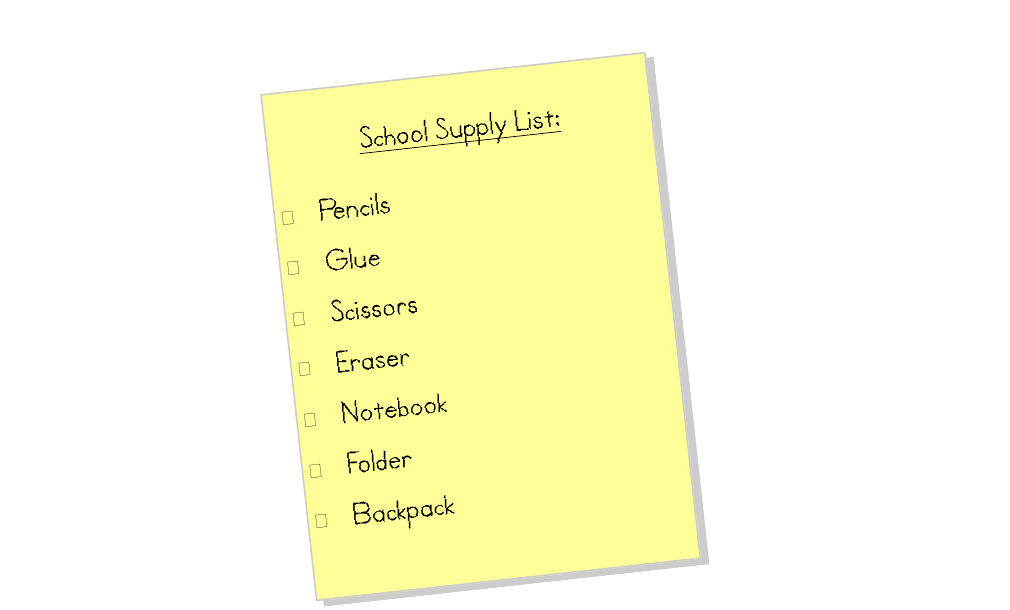 School Supply List:
Pencils
Glue
Scissors
Eraser
Notebook
Folder
Backpack